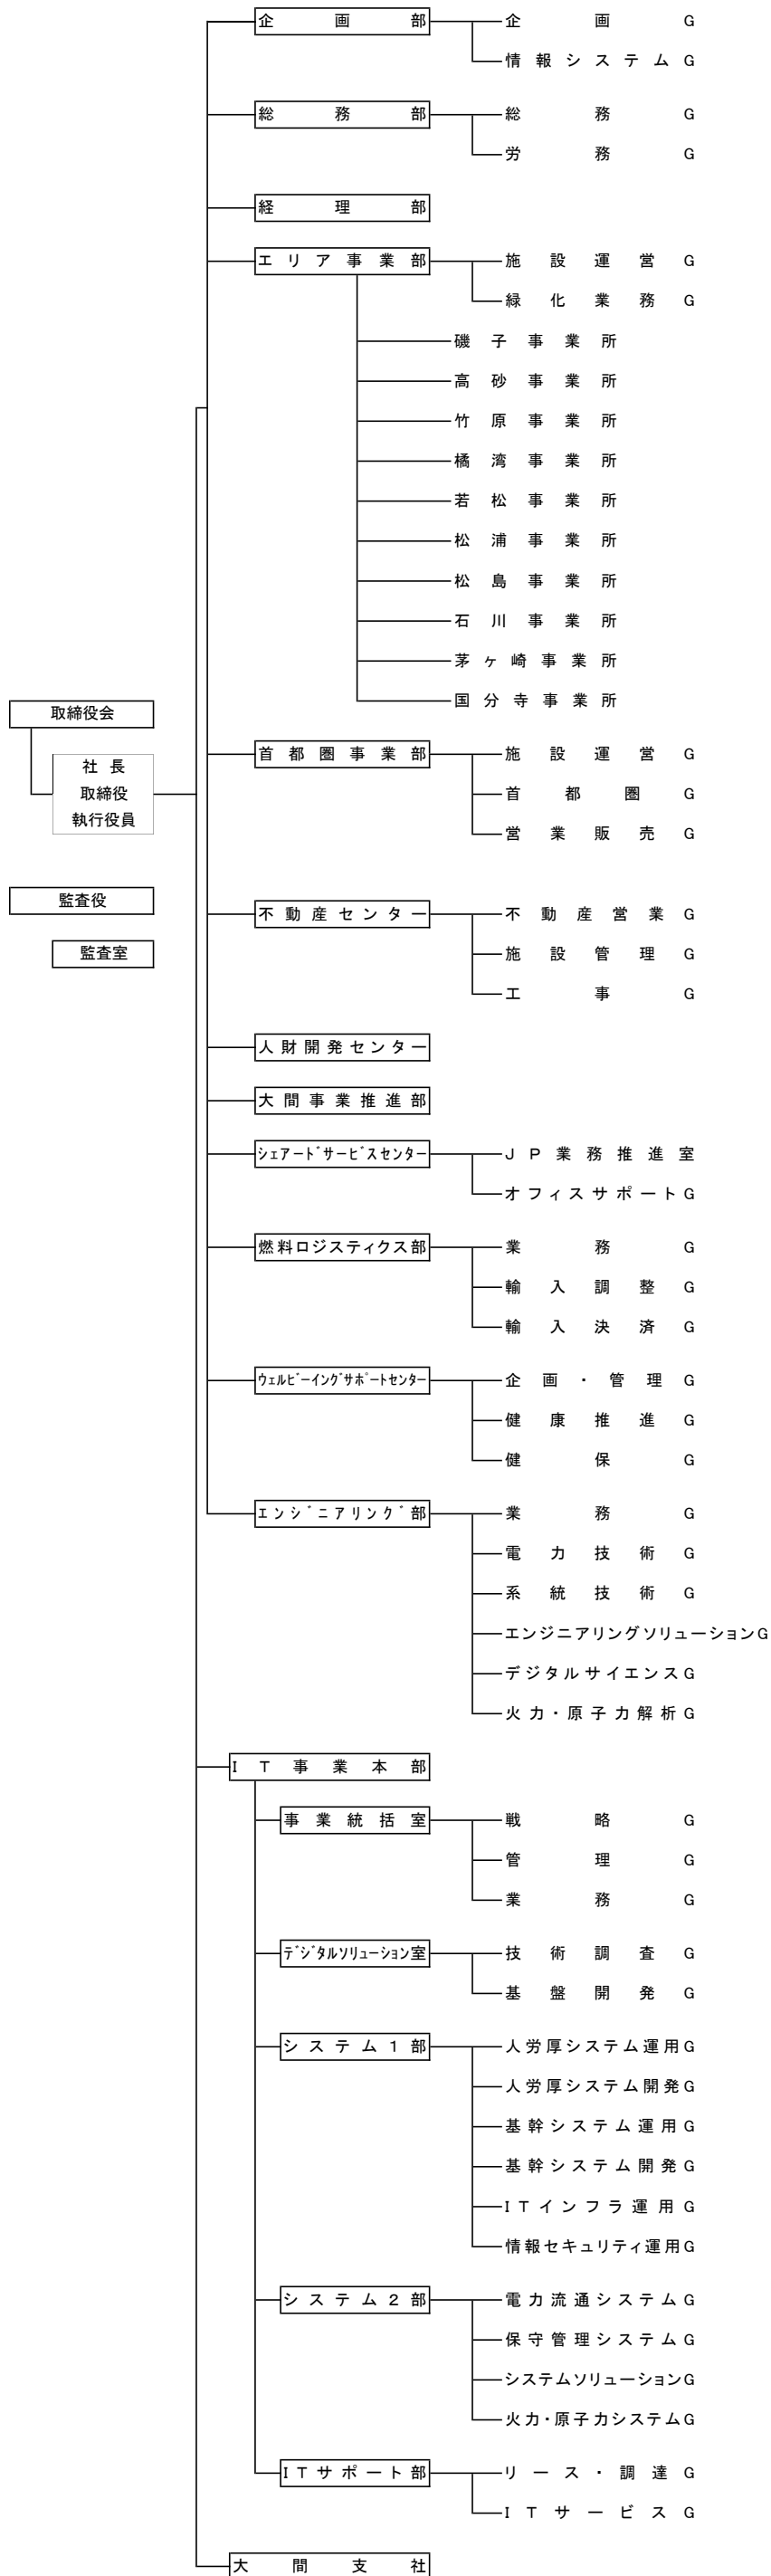 企画部 企画G
情報システムG
総務部 総務G
労務G
経理部
エリア事業部 施設運営G
緑化業務G
磯子事業所
高砂事業所
竹原事業所
橘湾事業所
若松事業所
松浦事業所
松島事業所
石川事業所
茅ヶ崎事業所
国分寺事業所
取締役会
社長
取締役
執行役員
首都圏事業部 施設運営G
首都圏G
営業販売G
監査役
監査室
不動産センター 不動産営業G
施設管理G
工事G
人財開発センター
大間事業推進部
シェアードサービスセンター JP業務推進室
オフィスサポートG
燃料ロジスティクス部 業務G
輸入調整G
輸入決済G
ウェルビーイングサポートセンター 企画・管理G
健康推進G
健保G
エンジニアリング部 業務G
電力技術G
系統技術G
エンジニアリングソリューションG
デジタルサイエンスG
火力・原子力解析G
IT事業本部
事業統括室 戦略G
管理G
業務G
デジタルソリューション室 技術調査G
基盤開発G
システム1部 人労厚システム運用G
人労厚システム開発G
基幹システム運用G
基幹システム開発G
ITインフラ運用G
情報セキュリティ運用G
システム2部 電力流通システムG
保守管理システムG
システムソリューションG
火力・原子力システムG
ITサポート部 リース・調達G
ITサービスG
大間支社